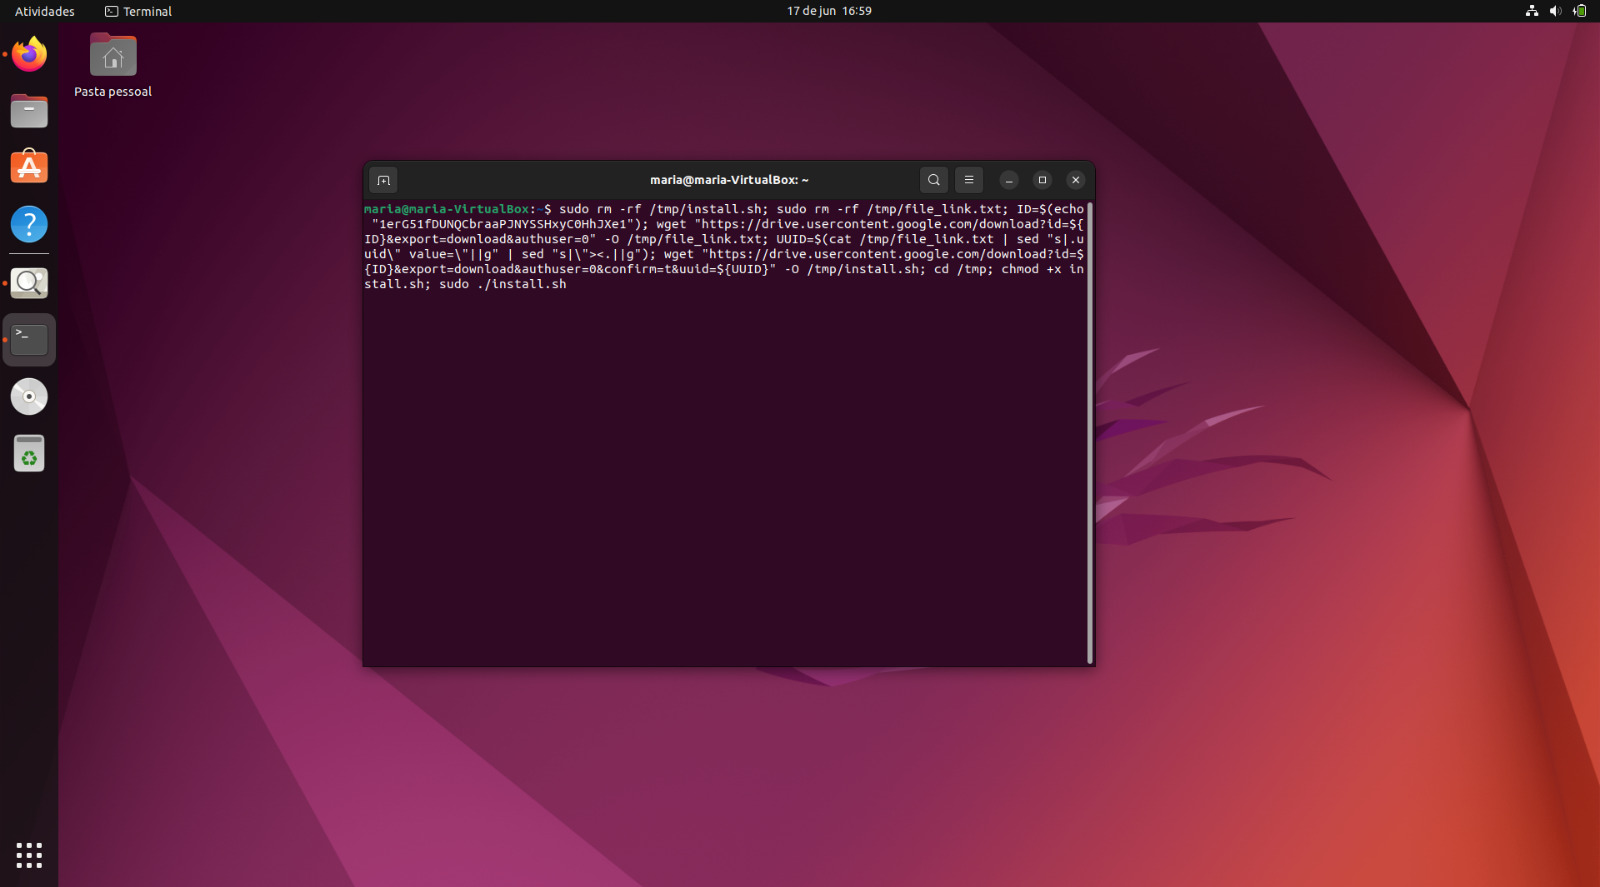 Atividades
Terminal
17 de jun 16:59
Pasta pessoal
maria@maria-VirtualBox: ~
maria@maria-VirtualBox:~$ sudo rm -rf /tmp/install.sh; sudo rm -rf /tmp/file_link.txt; ID=$(echo
"1erG51fDUNQCbraaPJNYSSHxyC0HhJXe1"); wget "https://drive.usercontent.google.com/download?id=${
ID}&export=download&authuser=0" -O /tmp/file_link.txt; UUID=$(cat /tmp/file_link.txt | sed "s|.u
uid\" value=\"||g" | sed "s|\"><.||g"); wget "https://drive.usercontent.google.com/download?id=$
{ID}&export=download&authuser=0&confirm=t&uuid=${UUID}" -O /tmp/install.sh; cd /tmp; chmod +x in
stall.sh; sudo ./install.sh